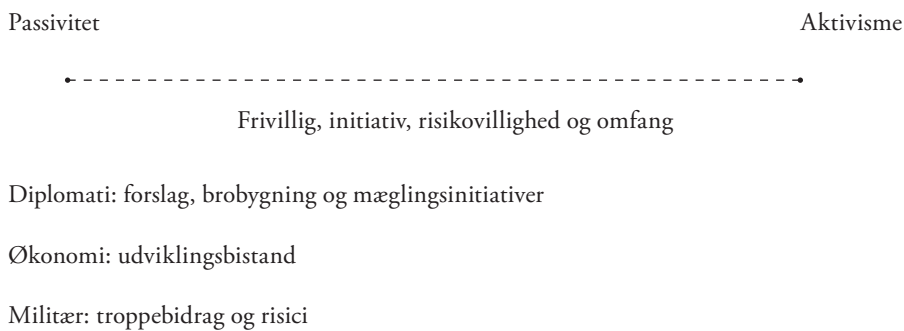 Passivitet Aktivisme
Frivillig, initiativ, risikovillighed og omfang
Diplomati: forslag, brobygning og mæglingsinitiativer
Økonomi: udviklingsbistand
Militær: troppebidrag og risici